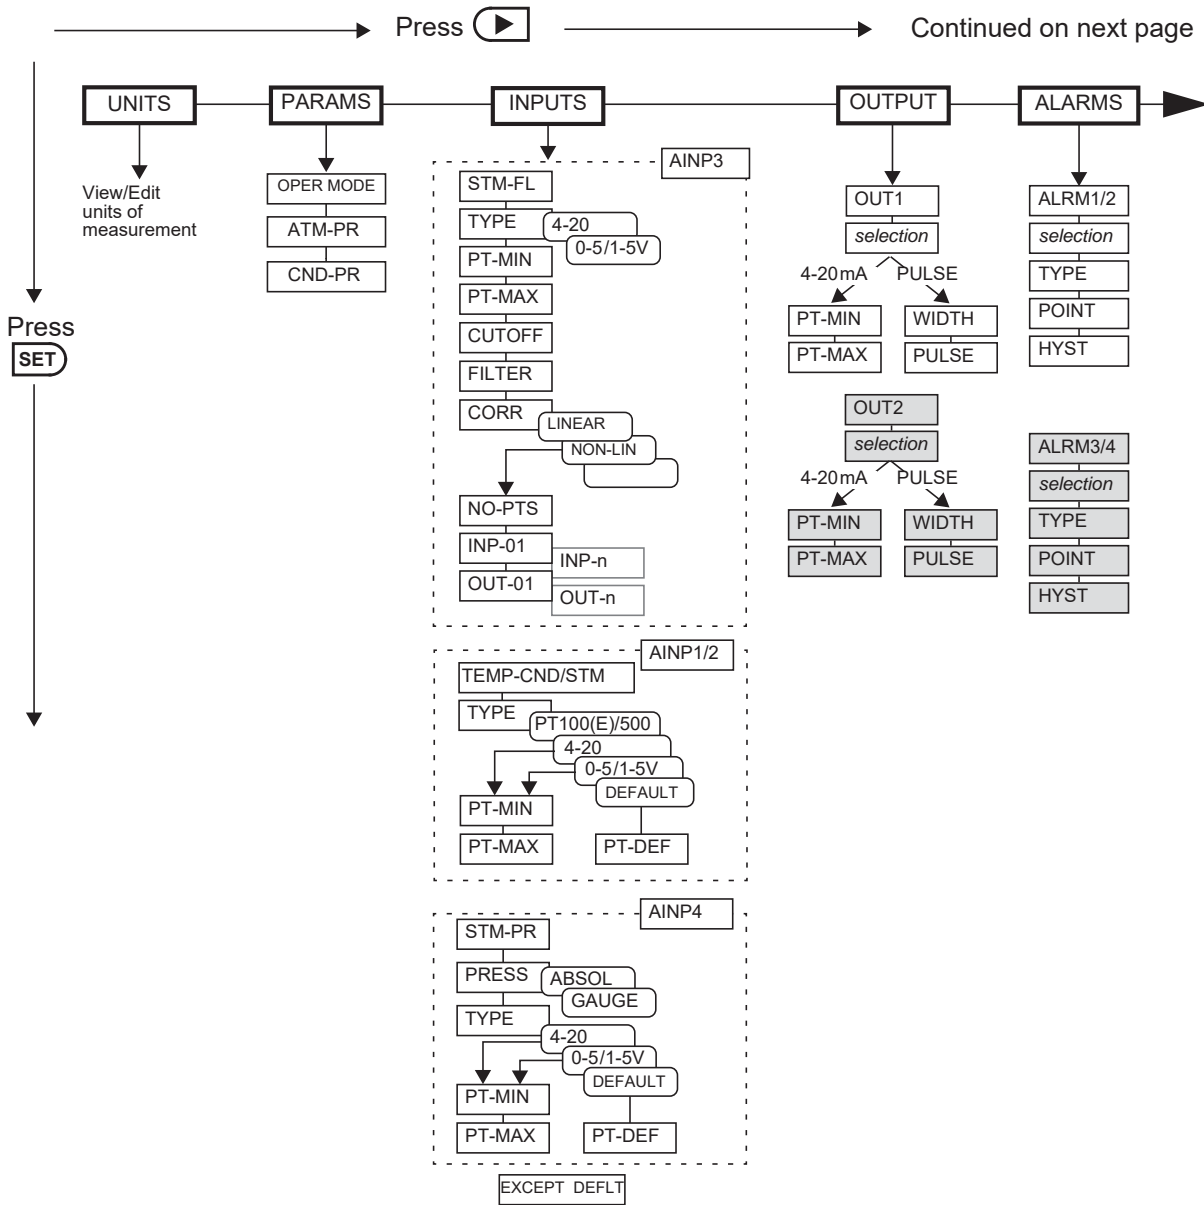 Press
Continued on next page
UNITS
PARAMS
INPUTS
OUTPUT
ALARMS
View/Edit
units of
measurement
Press
SET
OPER MODE
ATM-PR
CND-PR
AINP3
STM-FL
TYPE
4-20
0-5/1-5V
PT-MIN
PT-MAX
CUTOFF
FILTER
CORR
LINEAR
NON-LIN
NO-PTS
INP-01
INP-n
OUT-01
OUT-n
AINP1/2
TEMP-CND/STM
TYPE
PT100(E)/500
4-20
0-5/1-5V
DEFAULT
PT-MIN
PT-MAX
PT-DEF
AINP4
STM-PR
PRESS
ABSOL
GAUGE
TYPE
4-20
0-5/1-5V
DEFAULT
PT-MIN
PT-MAX
PT-DEF
EXCEPT DEFLT
OUT1
selection
4-20mA
PULSE
PT-MIN
WIDTH
PT-MAX
PULSE
OUT2
selection
4-20mA
PULSE
PT-MIN
WIDTH
PT-MAX
PULSE
ALRM1/2
selection
TYPE
POINT
HYST
ALRM3/4
selection
TYPE
POINT
HYST